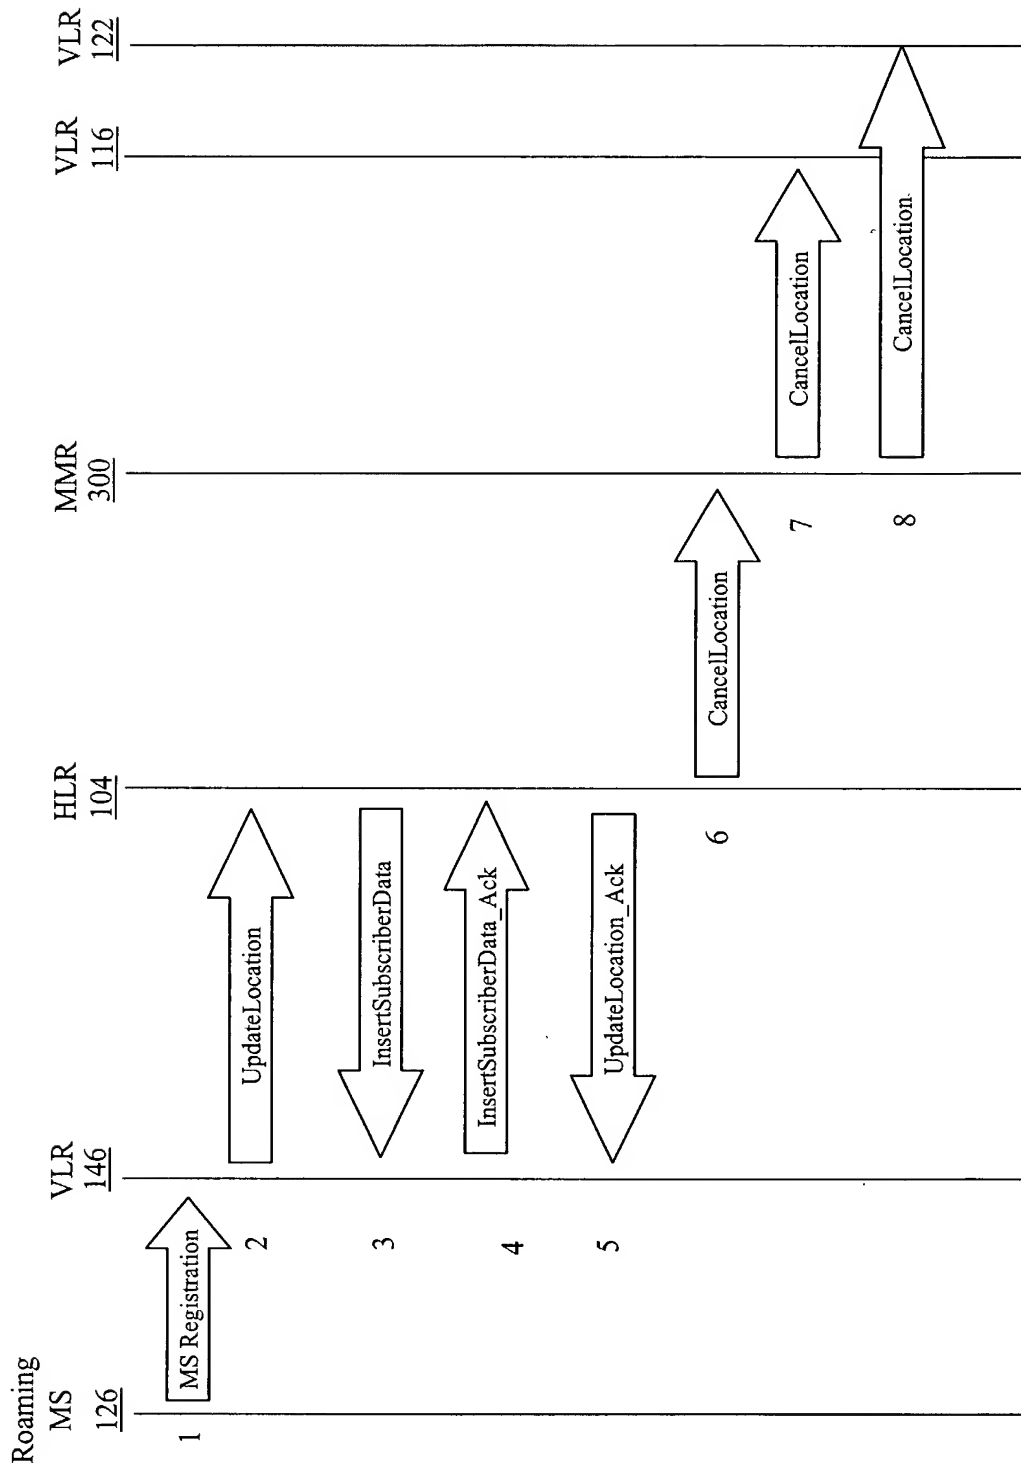 Roaming
MS
126
VLR
146
HLR
104
MMR
300
VLR
116
VLR
122
1
MS Registration
2
UpdateLocation
3
InsertSubscriberData
4
InsertSubscriberData_Ack
5
UpdateLocation_Ack
6
CancelLocation
7
CancelLocation
8
CancelLocation